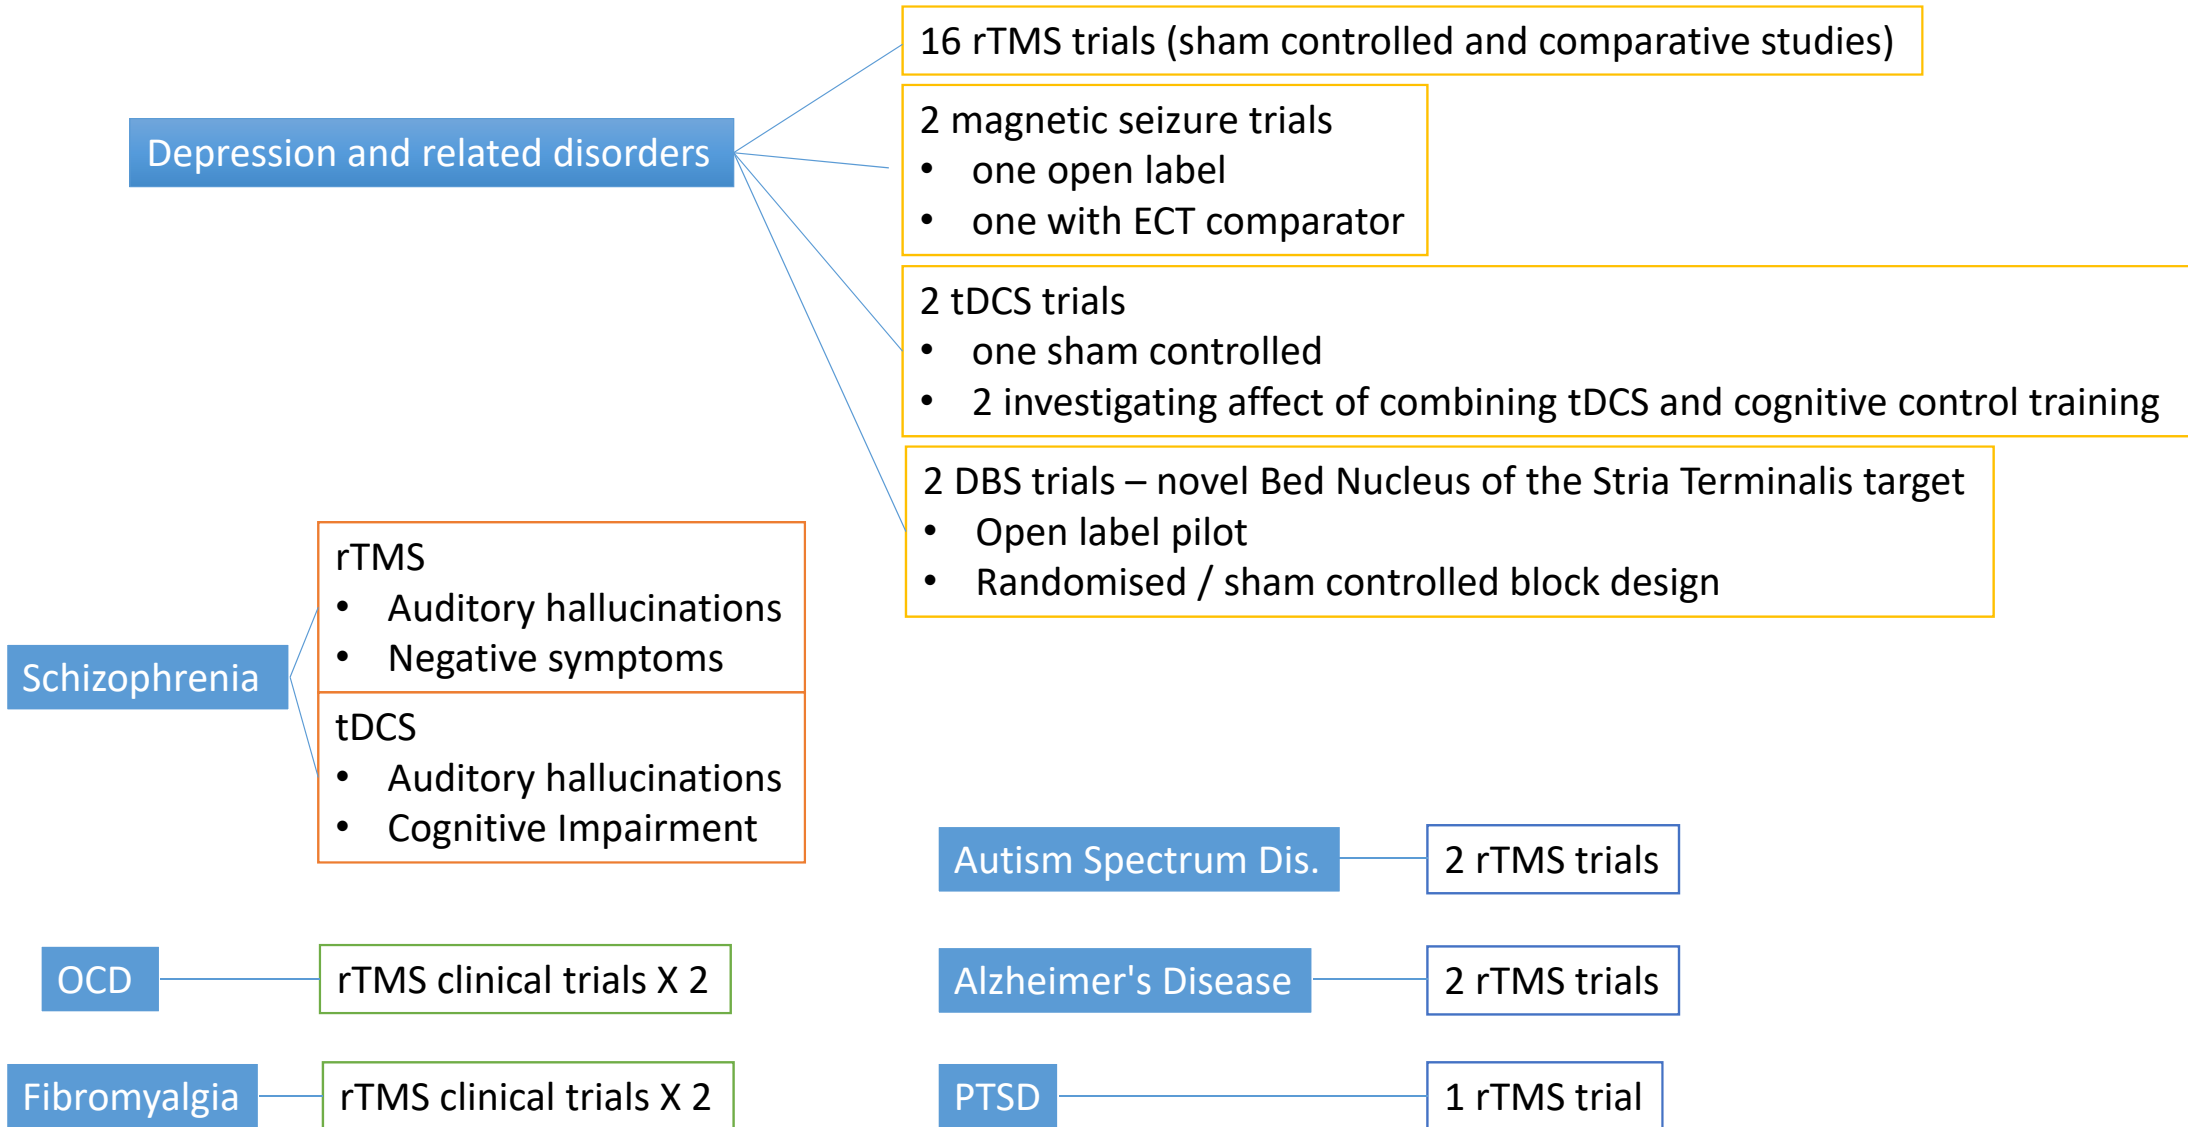 Depression and related disorders
16 rTMS trials (sham controlled and comparative studies)
2 magnetic seizure trials
• one open label
• one with ECT comparator
2 tDCS trials
• one sham controlled
• 2 investigating affect of combining tDCS and cognitive control training
2 DBS trials – novel Bed Nucleus of the Stria Terminalis target
• Open label pilot
• Randomised / sham controlled block design
Schizophrenia
rTMS
• Auditory hallucinations
• Negative symptoms
tDCS
• Auditory hallucinations
• Cognitive Impairment
Autism Spectrum Dis.
2 rTMS trials
OCD
rTMS clinical trials X 2
Alzheimer's Disease
2 rTMS trials
Fibromyalgia
rTMS clinical trials X 2
PTSD
1 rTMS trial